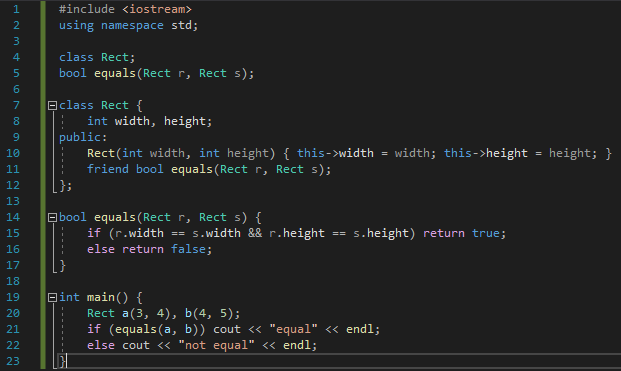 1 #include <iostream>
2 using namespace std;
3
4 class Rect;
5 bool equals(Rect r, Rect s);
6
7 class Rect {
8     int width, height;
9 public:
10     Rect(int width, int height) { this->width = width; this->height = height; }
11     friend bool equals(Rect r, Rect s);
12 };
13
14 bool equals(Rect r, Rect s) {
15     if (r.width == s.width && r.height == s.height) return true;
16     else return false;
17 }
18
19 int main() {
20     Rect a(3, 4), b(4, 5);
21     if (equals(a, b)) cout << "equal" << endl;
22     else cout << "not equal" << endl;
23 }